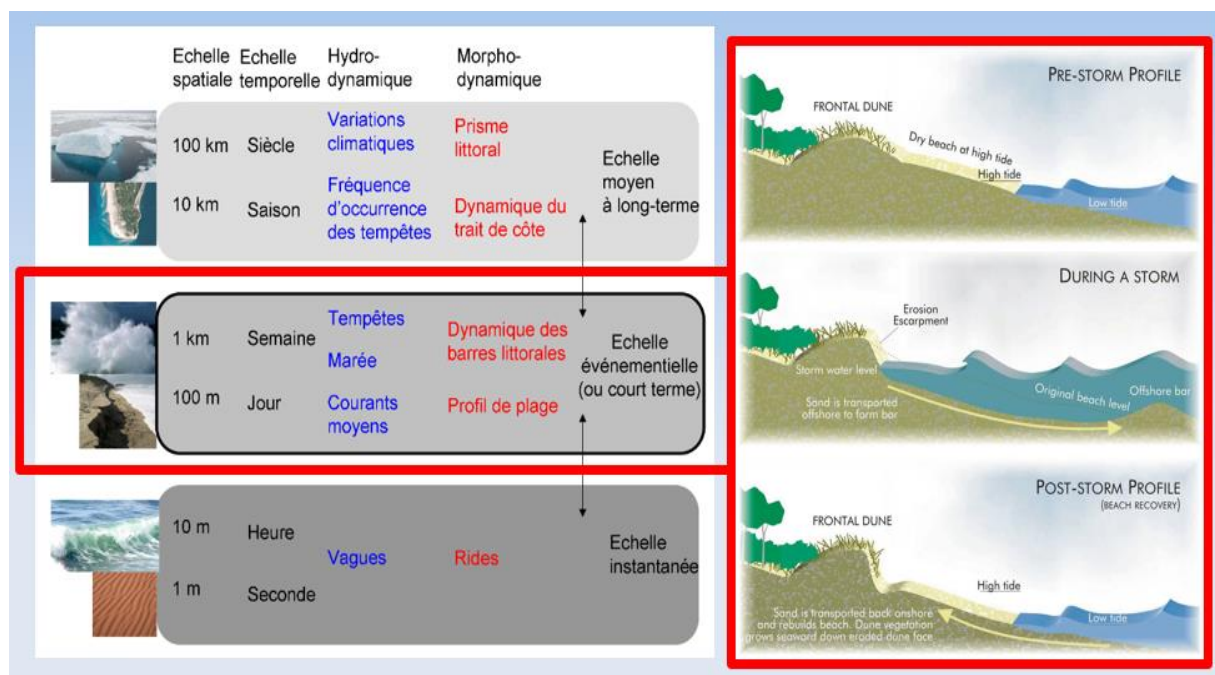 Echelle
spatiale
Echelle
temporelle
Hydro-
dynamique
Morpho-
dynamique
100 km
Siècle
Variations
climatiques
Prisme
littoral
10 km
Saison
Fréquence
d'occurrence
des tempêtes
Dynamique du
trait de côte
Echelle
moyen
à long-terme
1 km
Semaine
Tempêtes
Marée
Dynamique des
barres littorales
100 m
Jour
Courants
moyens
Profil de plage
Echelle
événementielle
(ou court terme)
10 m
Heure
Vagues
Rides
1 m
Seconde
Echelle
instantanée
PRE-STORM PROFILE
FRONTAL DUNE
Dry beach at high tide
High tide
Low tide
DURING A STORM
Erosion
Escarpment
Storm water level
Original beach level
Offshore bar
Sand is transported
offshore to form bar
POST-STORM PROFILE
(BEACH RECOVERY)
FRONTAL DUNE
High tide
Low tide
Sand is transported back onshore
and rebuilds beach. Dune vegetation
grows seaward down eroded dune face